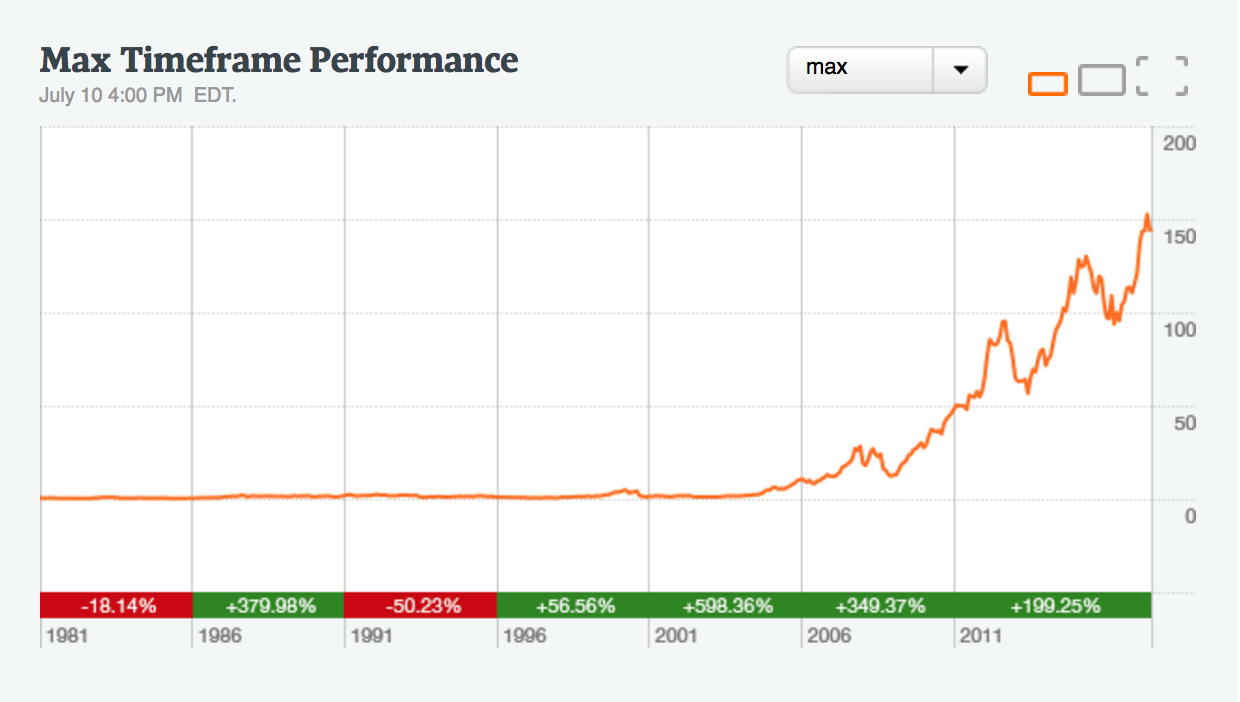 Max Timeframe Performance
July 10 4:00 PM EDT.
max
200
150
100
50
0
-18.14% +379.98% -50.23% +56.56% +598.36% +349.37% +199.25%
1981 1986 1991 1996 2001 2006 2011